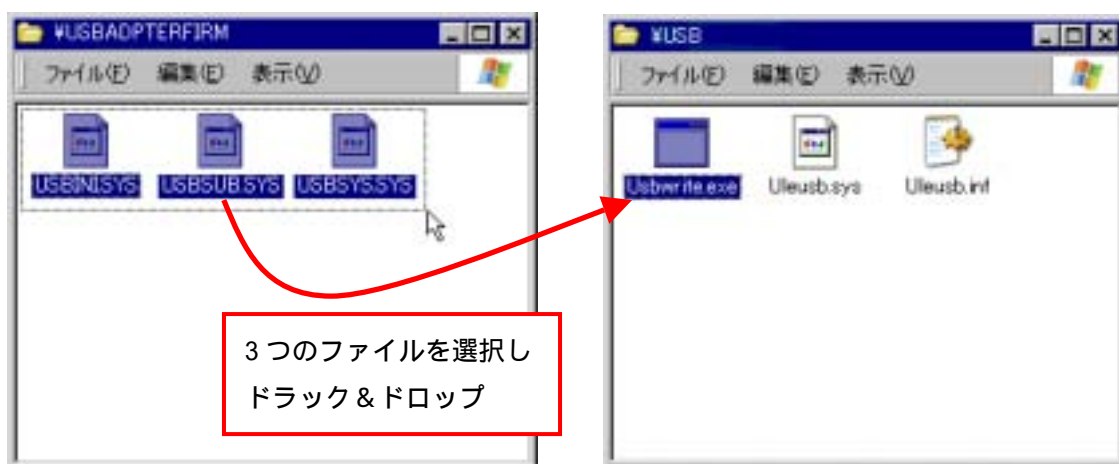 ¥USBADPTERFIRM
ファイル(E) 編集(E) 表示(V)
USBINI.SYS USBSUB.SYS USBSYS.SYS
¥USB
ファイル(E) 編集(E) 表示(V)
Usbwrite.exe Uleusb.sys Uleusb.inf
3つのファイルを選択し
ドラック&ドロップ